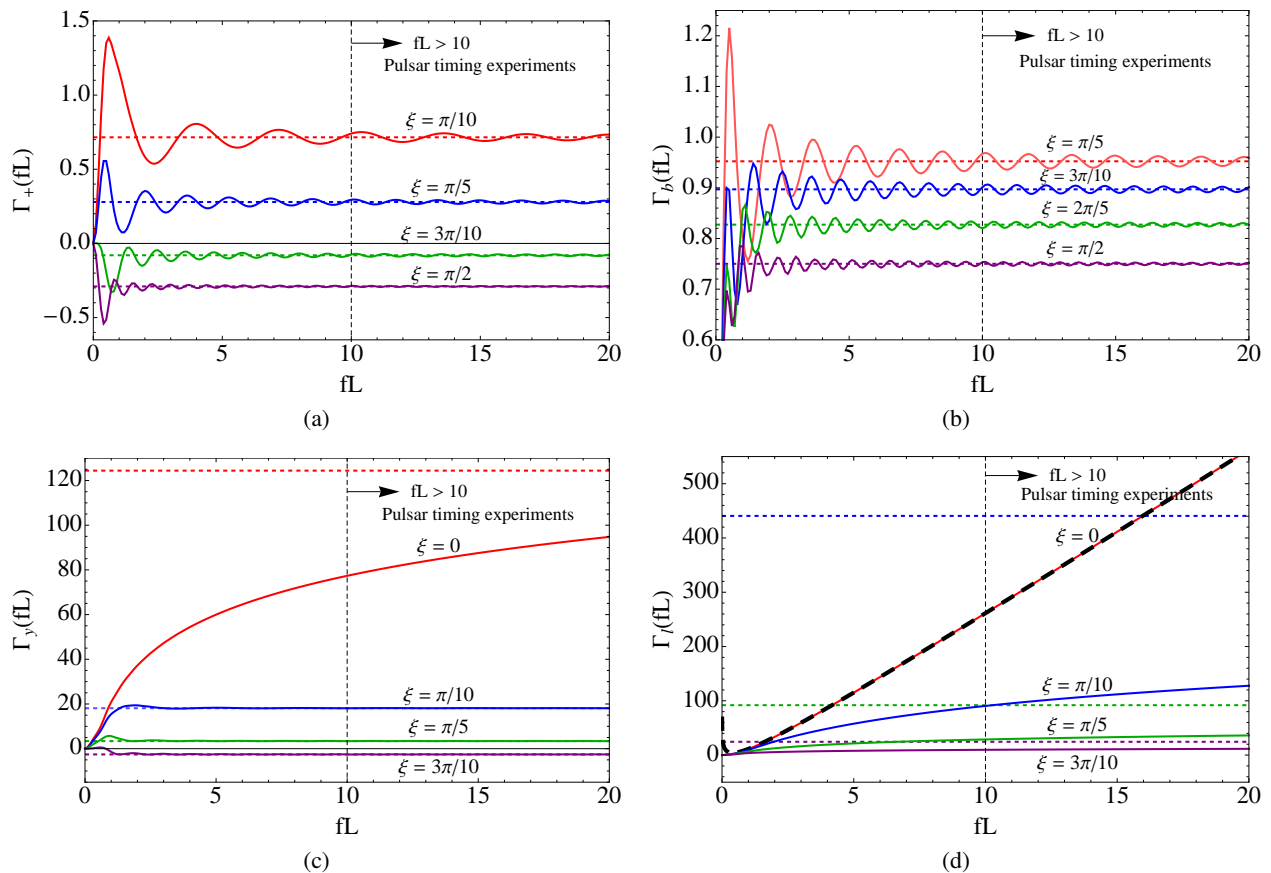 1.5
1.0
0.5
0.0
−0.5
Γ+(fL)
fL > 10
Pulsar timing experiments
ξ = π/10
ξ = π/5
ξ = 3π/10
ξ = π/2
0 5 10 15 20
fL
(a)
1.2
1.1
1.0
0.9
0.8
0.7
0.6
Γb(fL)
fL > 10
Pulsar timing experiments
ξ = π/5
ξ = 3π/10
ξ = 2π/5
ξ = π/2
0 5 10 15 20
fL
(b)
120
100
80
60
40
20
0
Γy(fL)
fL > 10
Pulsar timing experiments
ξ = 0
ξ = π/10
ξ = π/5
ξ = 3π/10
0 5 10 15 20
fL
(c)
500
400
300
200
100
0
Γl(fL)
fL > 10
Pulsar timing experiments
ξ = 0
ξ = π/10
ξ = π/5
ξ = 3π/10
0 5 10 15 20
fL
(d)